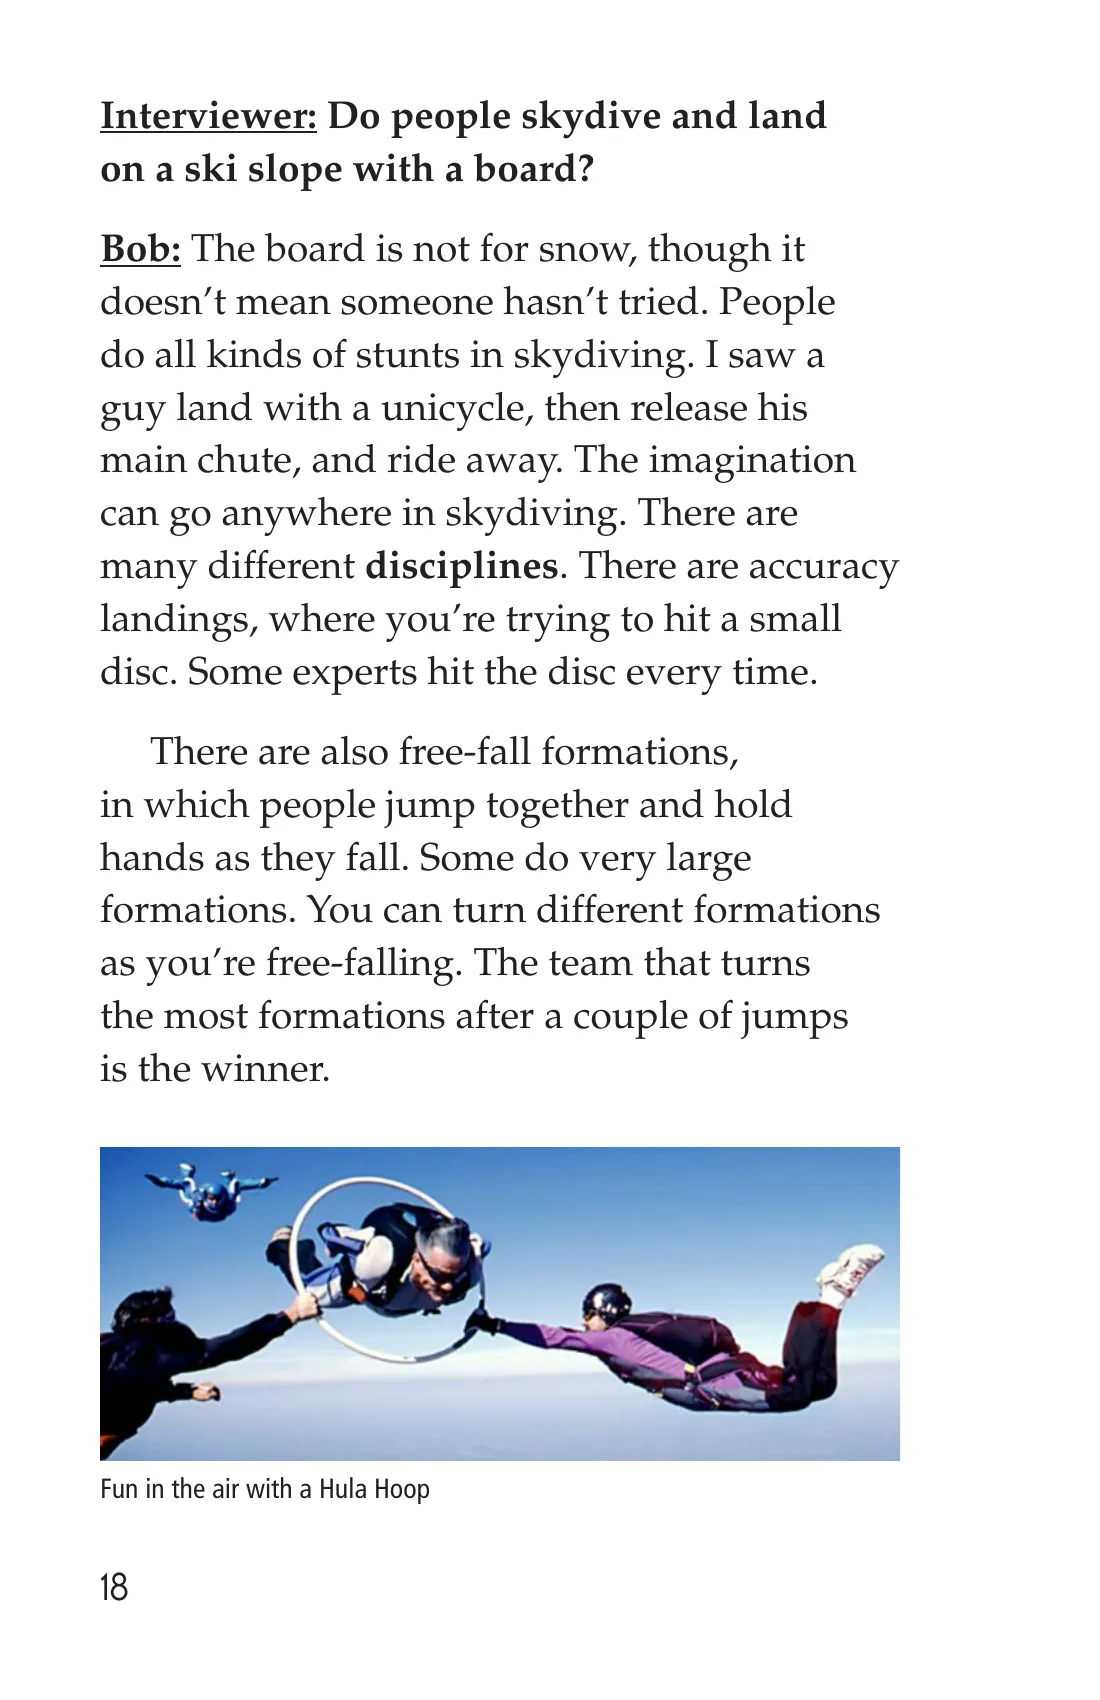 Interviewer: Do people skydive and land
on a ski slope with a board?
Bob: The board is not for snow, though it
doesn’t mean someone hasn’t tried. People
do all kinds of stunts in skydiving. I saw a
guy land with a unicycle, then release his
main chute, and ride away. The imagination
can go anywhere in skydiving. There are
many different disciplines. There are accuracy
landings, where you’re trying to hit a small
disc. Some experts hit the disc every time.
There are also free-fall formations,
in which people jump together and hold
hands as they fall. Some do very large
formations. You can turn different formations
as you’re free-falling. The team that turns
the most formations after a couple of jumps
is the winner.
Fun in the air with a Hula Hoop
18